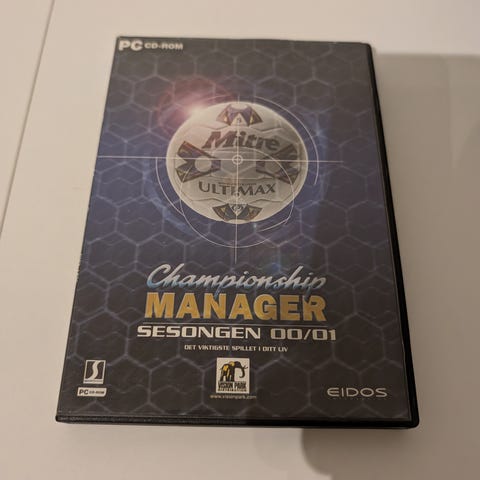 PC CD-ROM
Mitre
ULTIMAX
Championship
MANAGER
SESONGEN 00/01
DET VIKTIGSTE SPILLET I DITT LIV
S
PC CD-ROM
VISION PARK
DISTRIBUTION
www.visionpark.com
EIDOS